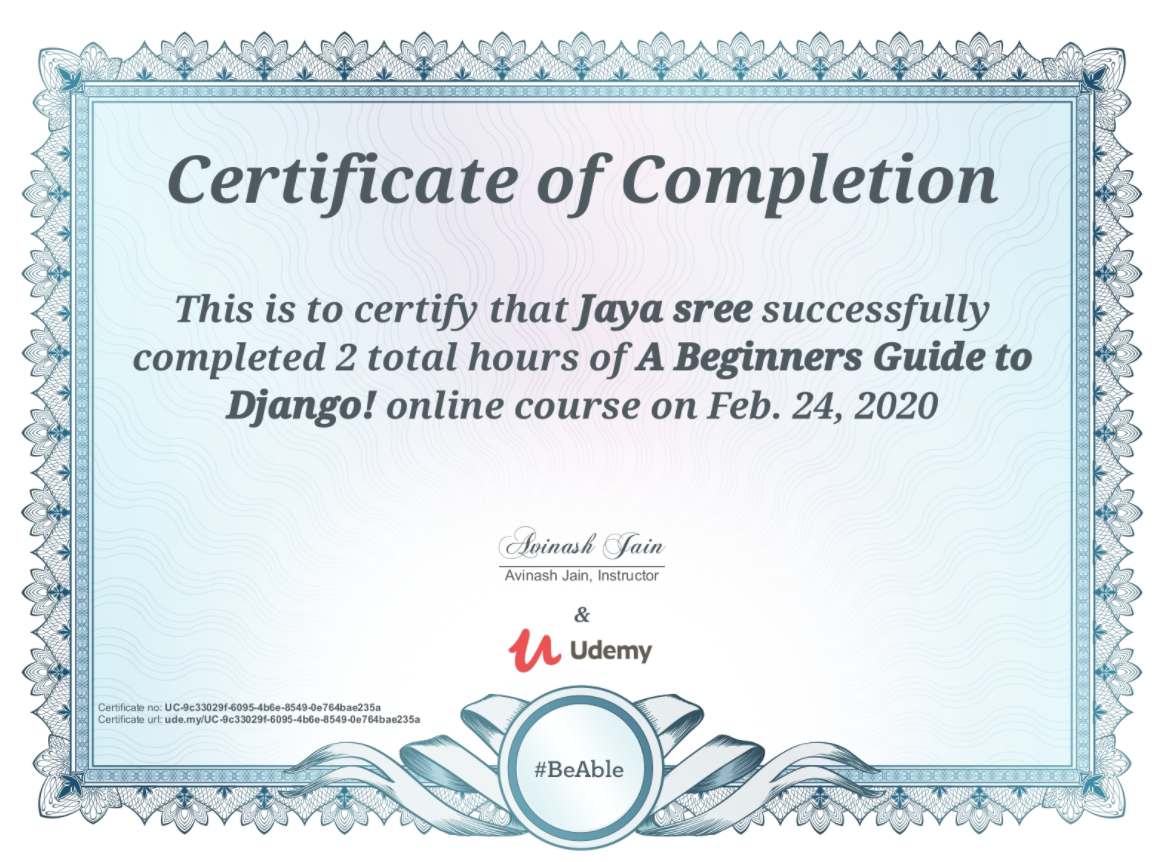 Certificate of Completion
This is to certify that Jaya sree successfully
completed 2 total hours of A Beginners Guide to
Django! online course on Feb. 24, 2020
Avinash Jain
Avinash Jain, Instructor
&
Udemy
Certificate no: UC-9c33029f-6095-4b6e-8549-0e764bae235a
Certificate url: ude.my/UC-9c33029f-6095-4b6e-8549-0e764bae235a
#BeAble